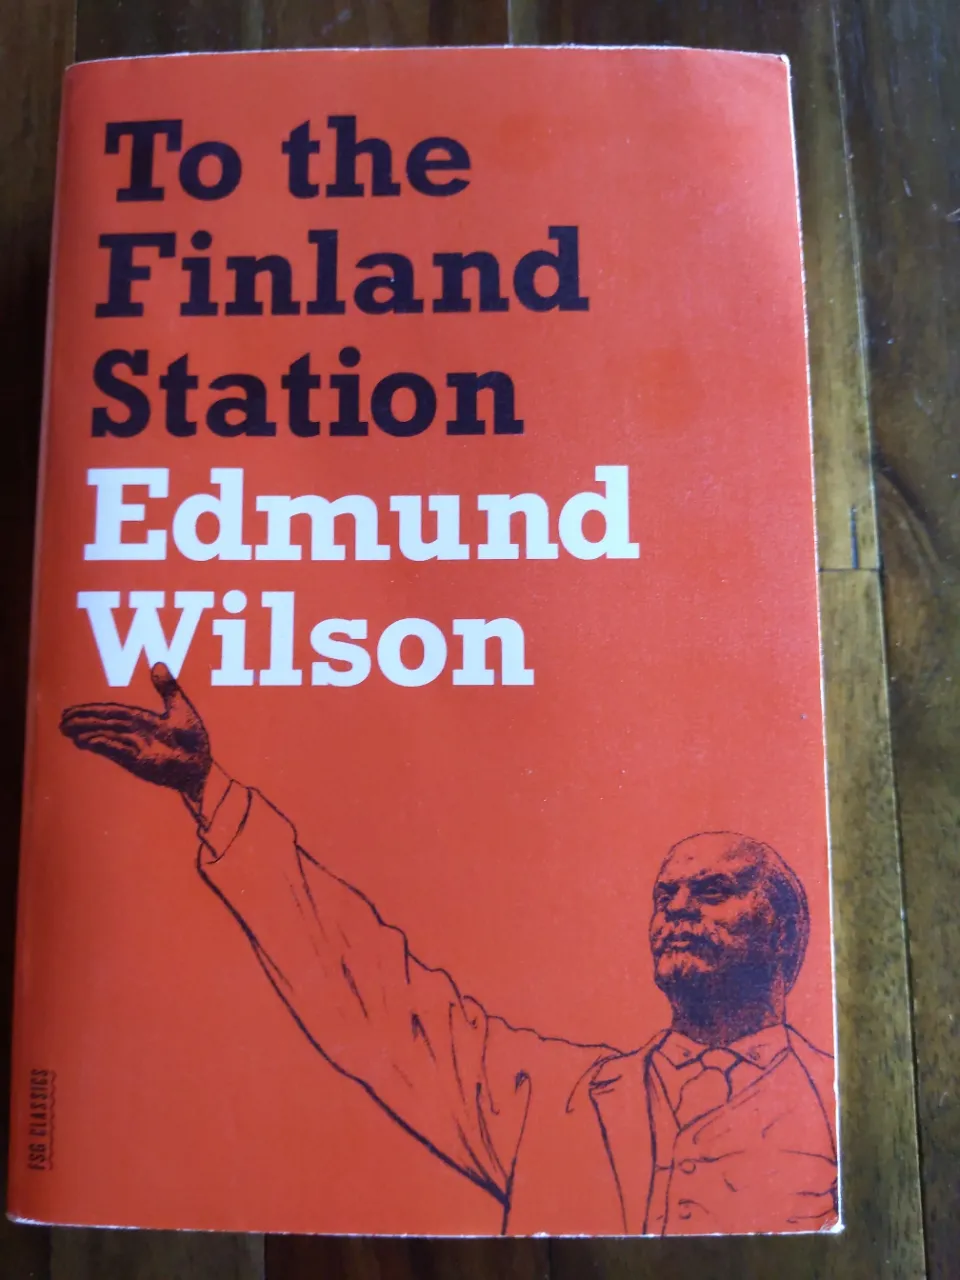 To the
Finland
Station
Edmund
Wilson
FSG CLASSICS